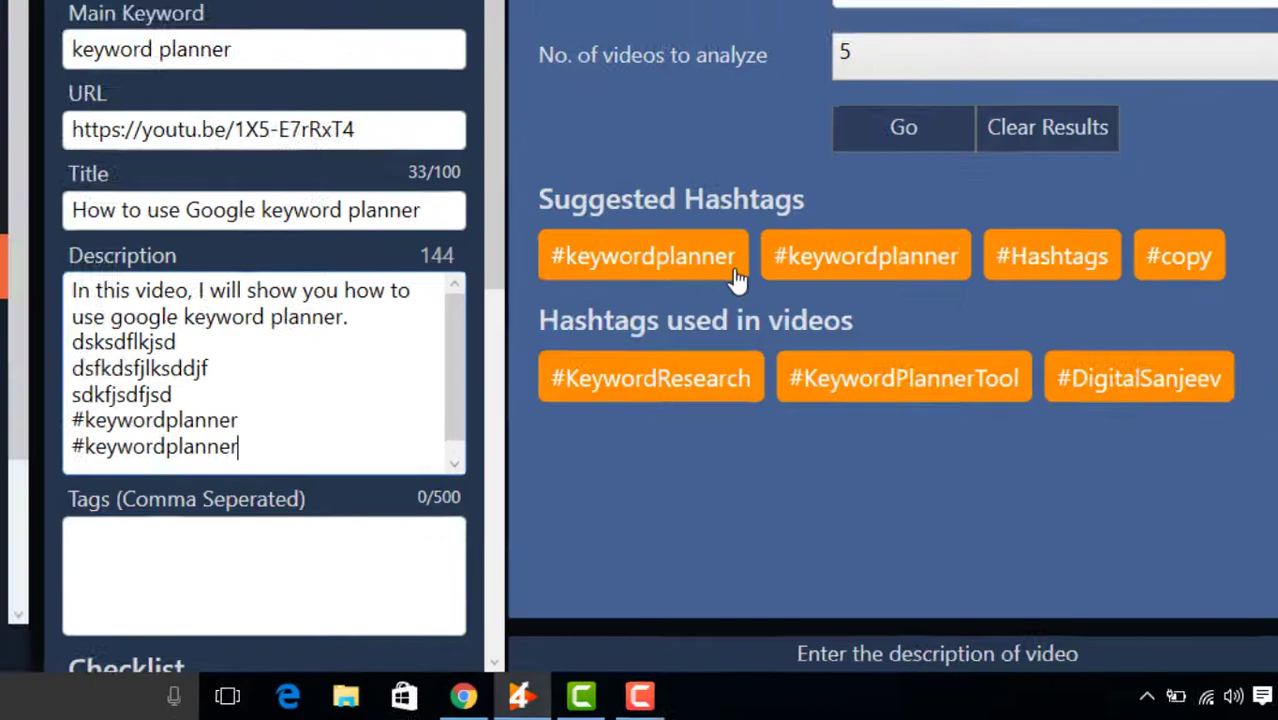 Main Keyword
keyword planner
URL
https://youtu.be/1X5-E7rRxT4
Title 33/100
How to use Google keyword planner
Description 144
In this video, I will show you how to
use google keyword planner.
dsksdflkjsd
dsfkdsfjlksddjf
sdkfjsdfjsd
#keywordplanner
#keywordplanner
Tags (Comma Seperated) 0/500
Checklist
No. of videos to analyze 5
Go Clear Results
Suggested Hashtags
#keywordplanner #keywordplanner #Hashtags #copy
Hashtags used in videos
#KeywordResearch #KeywordPlannerTool #DigitalSanjeev
Enter the description of video